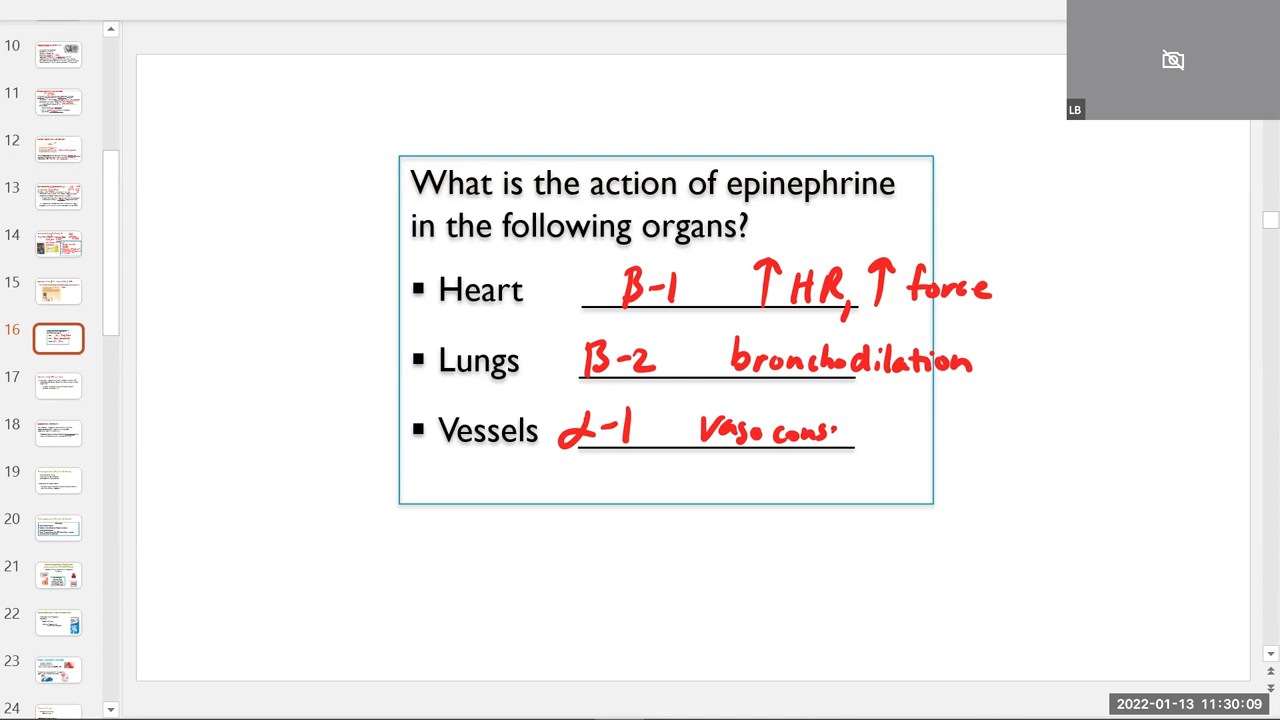 10
11
12
13
15
16
18
19
20
21
22
23
24
LB
What is the action of epinephrine
in the following organs?
▪ Heart β-1 ↑ HR, ↑ force
▪ Lungs β-2 bronchodilation
▪ Vessels α-1 vasocons
2022-01-13 11:30:09